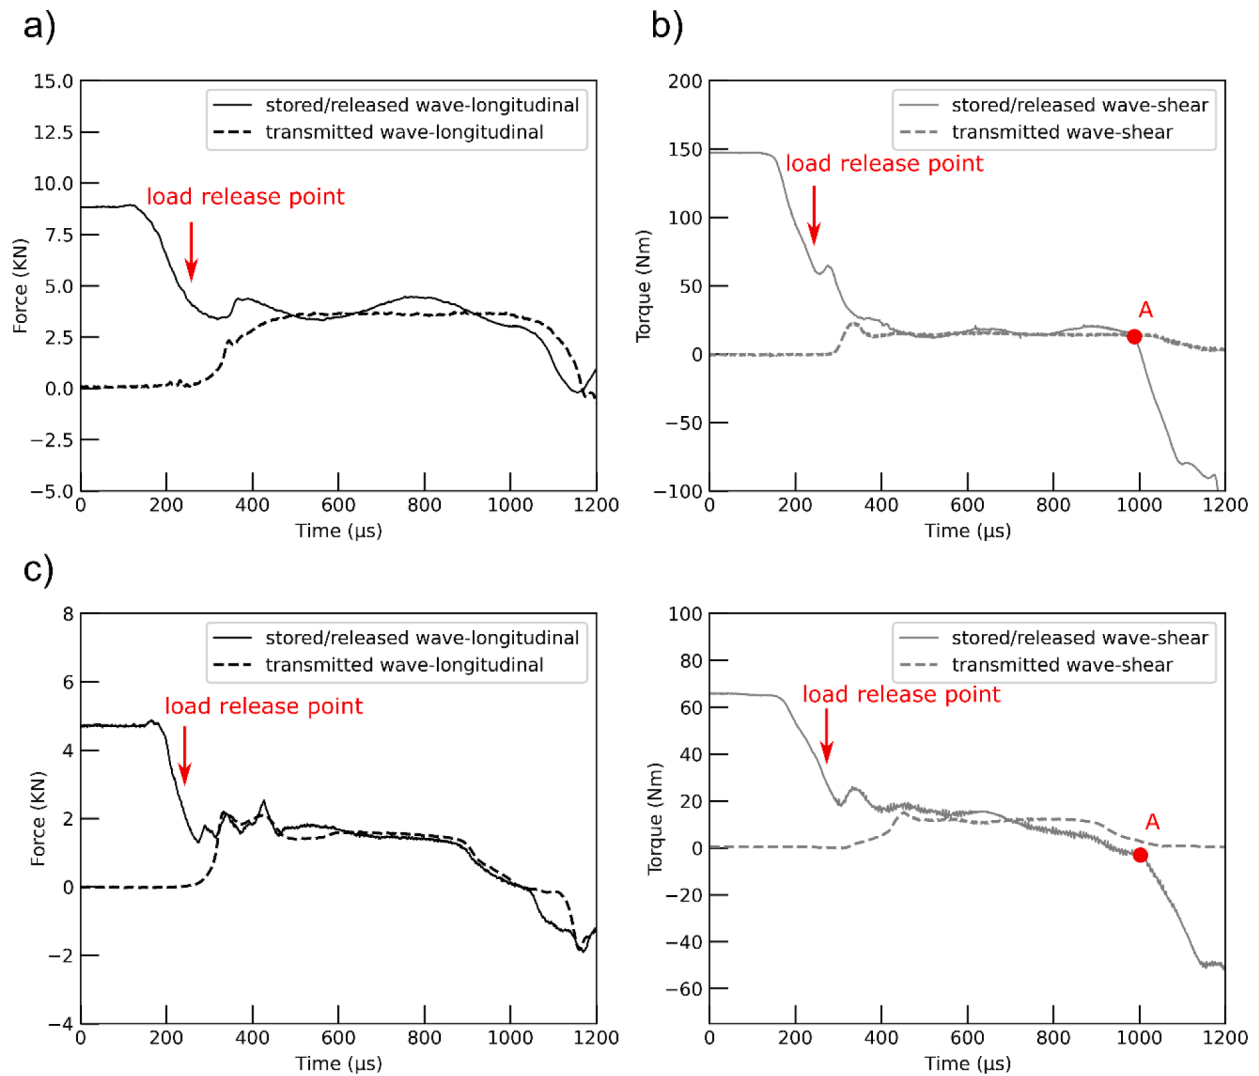 a)
15.0
12.5
10.0
7.5
5.0
2.5
0.0
−2.5
−5.0
Force (KN)
stored/released wave-longitudinal
transmitted wave-longitudinal
load release point
0 200 400 600 800 1000 1200
Time (µs)
b)
200
150
100
50
0
−50
−100
Torque (Nm)
stored/released wave-shear
transmitted wave-shear
load release point
A
0 200 400 600 800 1000 1200
Time (µs)
c)
8
6
4
2
0
−2
−4
Force (KN)
stored/released wave-longitudinal
transmitted wave-longitudinal
load release point
0 200 400 600 800 1000 1200
Time (µs)
100
80
60
40
20
0
−20
−40
−60
Torque (Nm)
stored/released wave-shear
transmitted wave-shear
load release point
A
0 200 400 600 800 1000 1200
Time (µs)